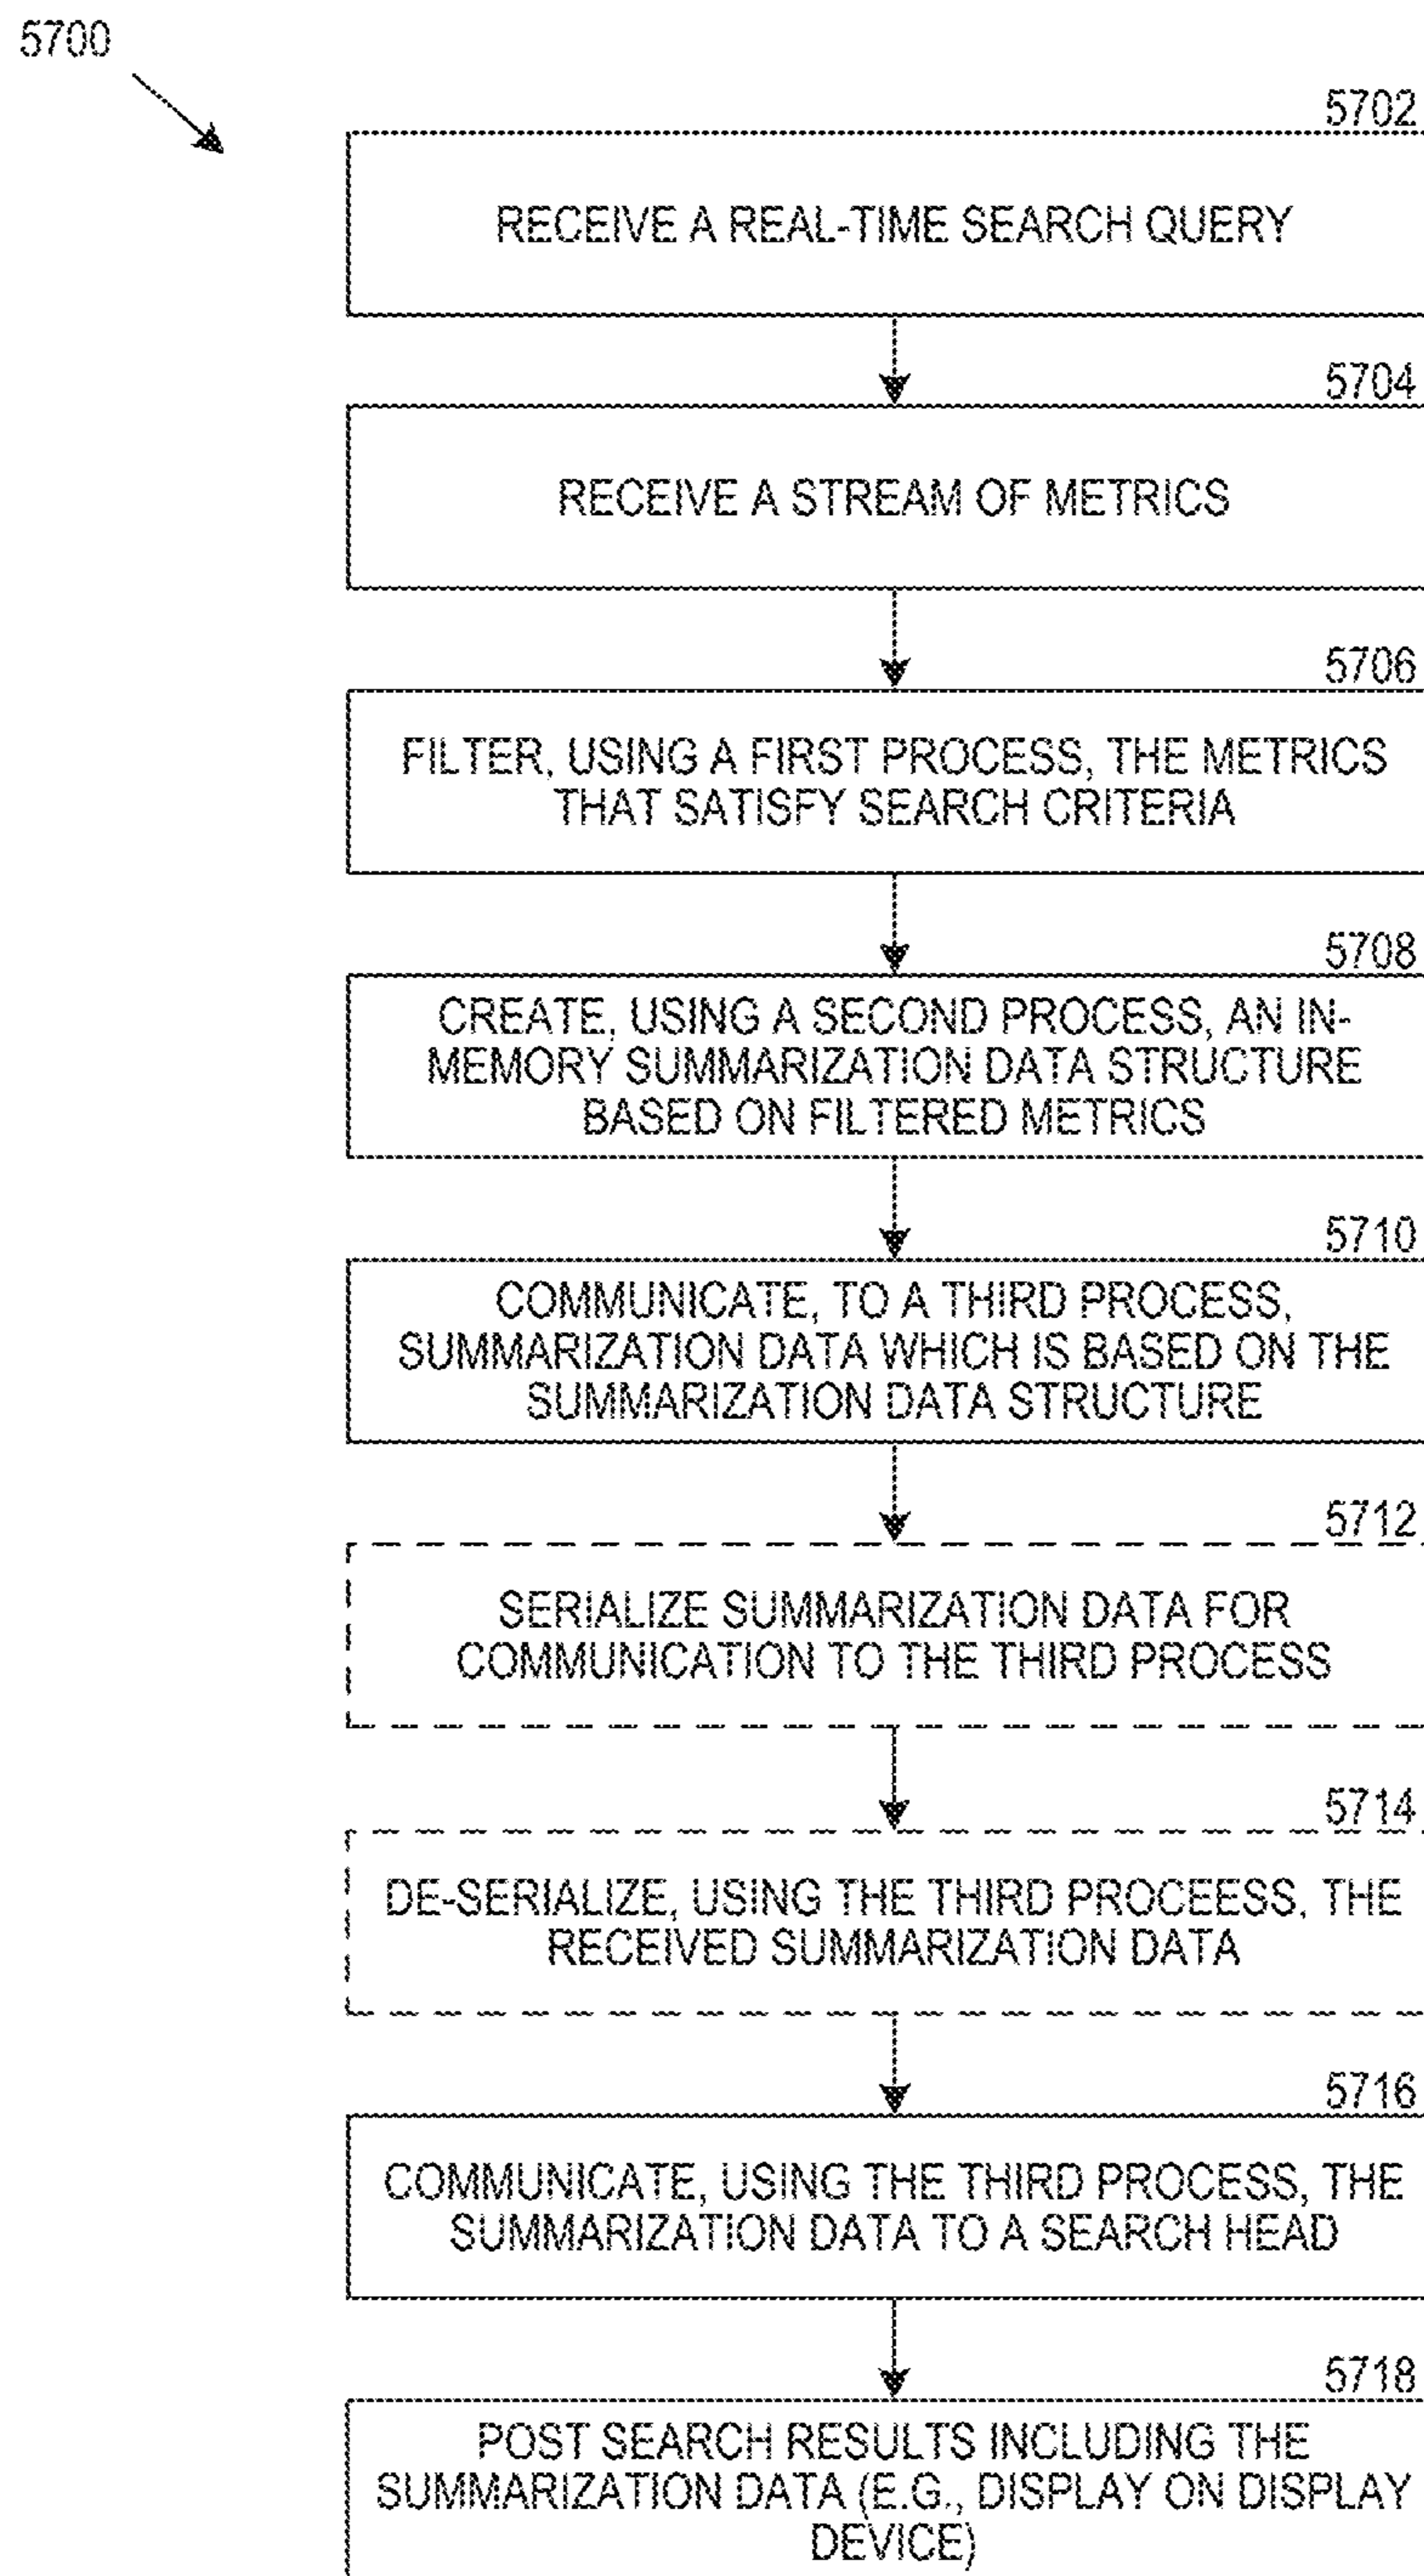 5700
5702
RECEIVE A REAL-TIME SEARCH QUERY
5704
RECEIVE A STREAM OF METRICS
5706
FILTER, USING A FIRST PROCESS, THE METRICS
THAT SATISFY SEARCH CRITERIA
5708
CREATE, USING A SECOND PROCESS, AN IN-
MEMORY SUMMARIZATION DATA STRUCTURE
BASED ON FILTERED METRICS
5710
COMMUNICATE, TO A THIRD PROCESS,
SUMMARIZATION DATA WHICH IS BASED ON THE
SUMMARIZATION DATA STRUCTURE
5712
SERIALIZE SUMMARIZATION DATA FOR
COMMUNICATION TO THE THIRD PROCESS
5714
DE-SERIALIZE, USING THE THIRD PROCEESS, THE
RECEIVED SUMMARIZATION DATA
5716
COMMUNICATE, USING THE THIRD PROCESS, THE
SUMMARIZATION DATA TO A SEARCH HEAD
5718
POST SEARCH RESULTS INCLUDING THE
SUMMARIZATION DATA (E.G., DISPLAY ON DISPLAY
DEVICE)